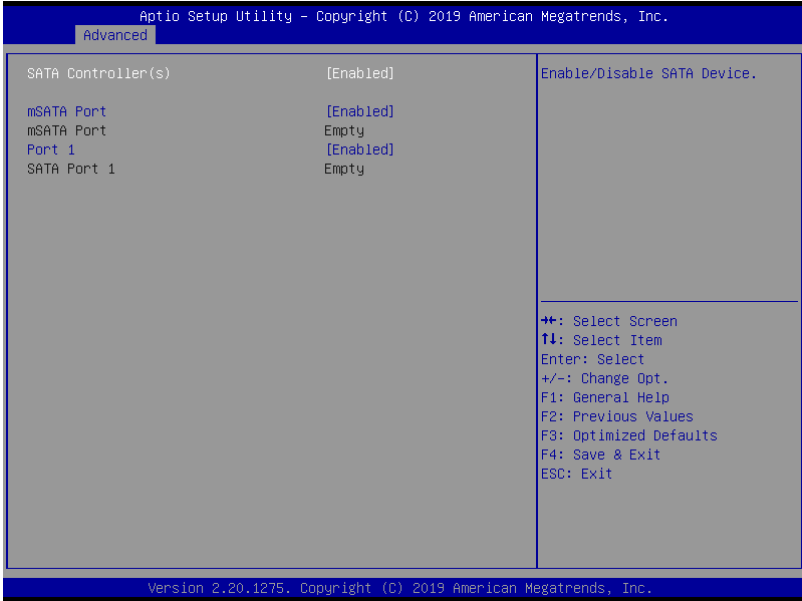 Aptio Setup Utility – Copyright (C) 2019 American Megatrends, Inc.
Advanced
SATA Controller(s) [Enabled]
mSATA Port [Enabled]
mSATA Port Empty
Port 1 [Enabled]
SATA Port 1 Empty
Enable/Disable SATA Device.
→←: Select Screen
↑↓: Select Item
Enter: Select
+/-: Change Opt.
F1: General Help
F2: Previous Values
F3: Optimized Defaults
F4: Save & Exit
ESC: Exit
Version 2.20.1275. Copyright (C) 2019 American Megatrends, Inc.